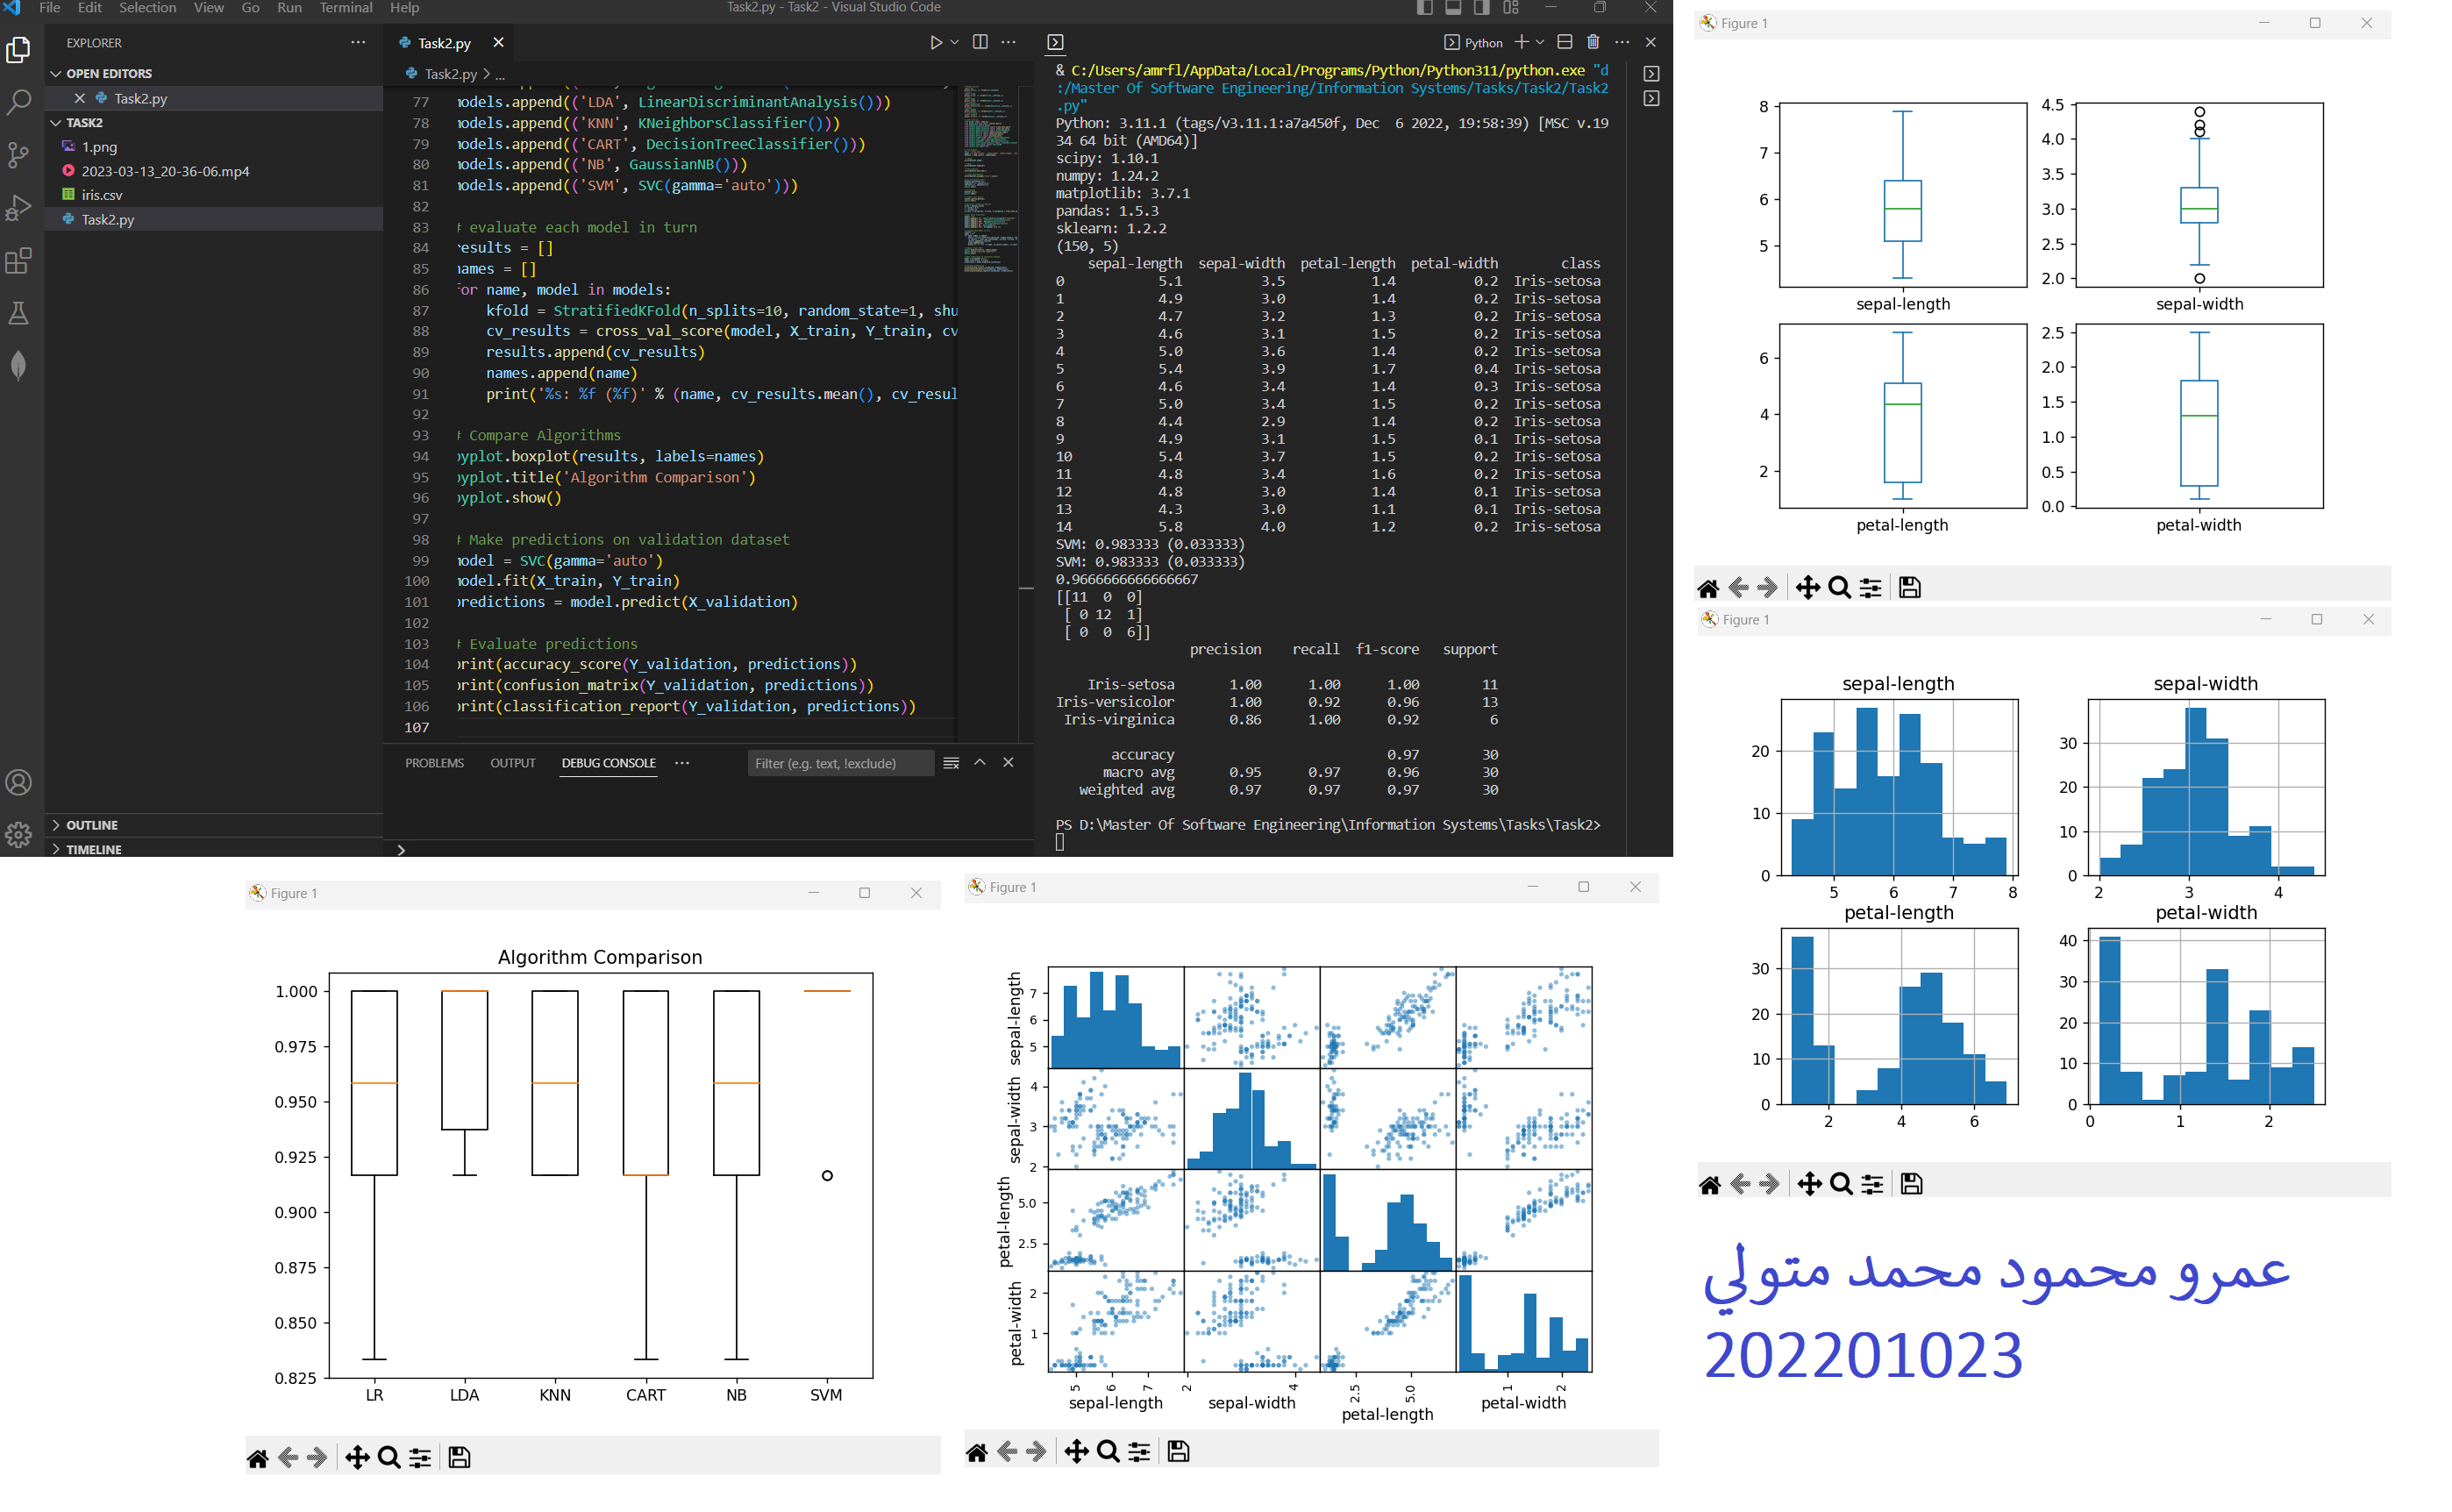 File Edit Selection View Go Run Terminal Help
Task2.py - Task2 - Visual Studio Code
EXPLORER
OPEN EDITORS
Task2.py
TASK2
1.png
2023-03-13_20-36-06.mp4
iris.csv
Task2.py
OUTLINE
TIMELINE
Task2.py
Task2.py > ...
77 models.append(('LDA', LinearDiscriminantAnalysis()))
78 models.append(('KNN', KNeighborsClassifier()))
79 models.append(('CART', DecisionTreeClassifier()))
80 models.append(('NB', GaussianNB()))
81 models.append(('SVM', SVC(gamma='auto')))
82
83 # evaluate each model in turn
84 results = []
85 names = []
86 for name, model in models:
87 kfold = StratifiedKFold(n_splits=10, random_state=1, shu
88 cv_results = cross_val_score(model, X_train, Y_train, cv
89 results.append(cv_results)
90 names.append(name)
91 print('%s: %f (%f)' % (name, cv_results.mean(), cv_resul
92
93 # Compare Algorithms
94 pyplot.boxplot(results, labels=names)
95 pyplot.title('Algorithm Comparison')
96 pyplot.show()
97
98 # Make predictions on validation dataset
99 model = SVC(gamma='auto')
100 model.fit(X_train, Y_train)
101 predictions = model.predict(X_validation)
102
103 # Evaluate predictions
104 print(accuracy_score(Y_validation, predictions))
105 print(confusion_matrix(Y_validation, predictions))
106 print(classification_report(Y_validation, predictions))
107
PROBLEMS OUTPUT DEBUG CONSOLE ... Filter (e.g. text, !exclude)
Python
& C:/Users/amrfl/AppData/Local/Programs/Python/Python311/python.exe "d
:/Master Of Software Engineering/Information Systems/Tasks/Task2/Task2
.py"
Python: 3.11.1 (tags/v3.11.1:a7a450f, Dec 6 2022, 19:58:39) [MSC v.19
34 64 bit (AMD64)]
scipy: 1.10.1
numpy: 1.24.2
matplotlib: 3.7.1
pandas: 1.5.3
sklearn: 1.2.2
(150, 5)
sepal-length sepal-width petal-length petal-width class
0 5.1 3.5 1.4 0.2 Iris-setosa
1 4.9 3.0 1.4 0.2 Iris-setosa
2 4.7 3.2 1.3 0.2 Iris-setosa
3 4.6 3.1 1.5 0.2 Iris-setosa
4 5.0 3.6 1.4 0.2 Iris-setosa
5 5.4 3.9 1.7 0.4 Iris-setosa
6 4.6 3.4 1.4 0.3 Iris-setosa
7 5.0 3.4 1.5 0.2 Iris-setosa
8 4.4 2.9 1.4 0.2 Iris-setosa
9 4.9 3.1 1.5 0.1 Iris-setosa
10 5.4 3.7 1.5 0.2 Iris-setosa
11 4.8 3.4 1.6 0.2 Iris-setosa
12 4.8 3.0 1.4 0.1 Iris-setosa
13 4.3 3.0 1.1 0.1 Iris-setosa
14 5.8 4.0 1.2 0.2 Iris-setosa
SVM: 0.983333 (0.033333)
SVM: 0.983333 (0.033333)
0.9666666666666667
[[11 0 0]
[ 0 12 1]
[ 0 0 6]]
precision recall f1-score support
Iris-setosa 1.00 1.00 1.00 11
Iris-versicolor 1.00 0.92 0.96 13
Iris-virginica 0.86 1.00 0.92 6
accuracy 0.97 30
macro avg 0.95 0.97 0.96 30
weighted avg 0.97 0.97 0.97 30
PS D:\Master Of Software Engineering\Information Systems\Tasks\Task2>
Figure 1
8 7 6 5
sepal-length
4.5 4.0 3.5 3.0 2.5 2.0
sepal-width
6 4 2
petal-length
2.5 2.0 1.5 1.0 0.5 0.0
petal-width
Figure 1
sepal-length
20 10 0
5 6 7 8
sepal-width
30 20 10 0
2 3 4
petal-length
30 20 10 0
2 4 6
petal-width
40 30 20 10 0
0 1 2
Figure 1
Algorithm Comparison
1.000
0.975
0.950
0.925
0.900
0.875
0.850
0.825
LR LDA KNN CART NB SVM
Figure 1
sepal-length 7 6 5
sepal-width 4 3 2
petal-length 5.0 2.5
petal-width 2 1
5 6 7 2 4 2.5 5.0 1 2
sepal-length sepal-width petal-length petal-width
عمرو محمود محمد متولي
202201023